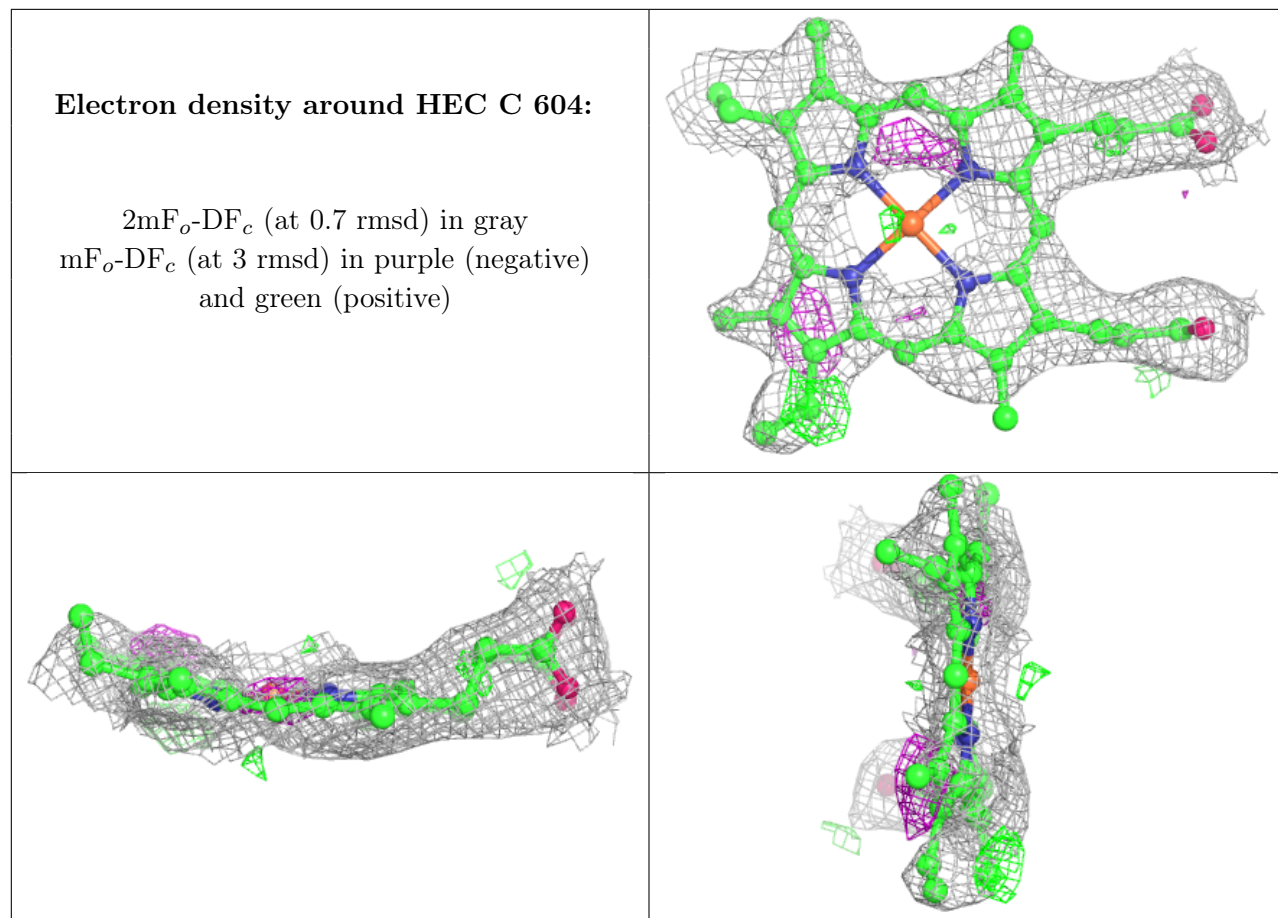 Electron density around HEC C 604:
2mFo-DFc (at 0.7 rmsd) in gray
mFo-DFc (at 3 rmsd) in purple (negative)
and green (positive)